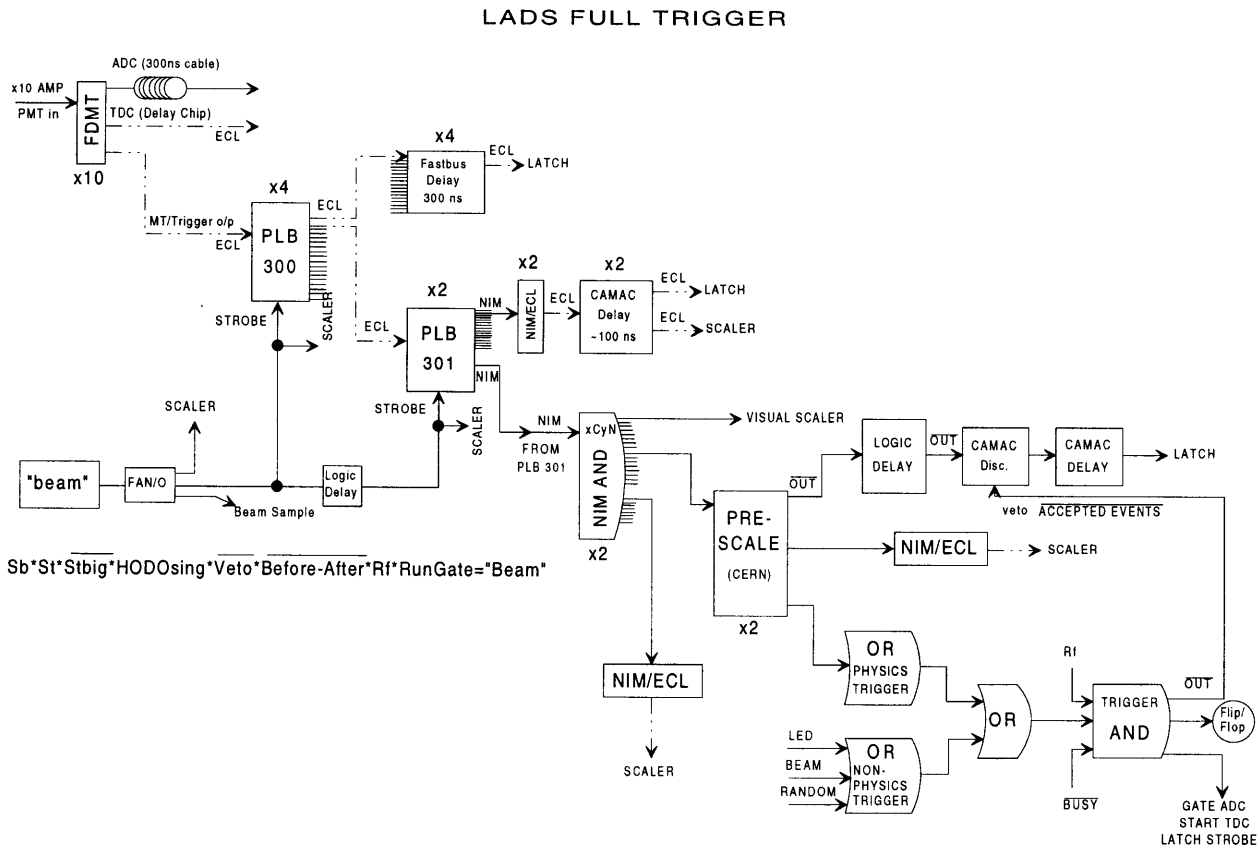 LADS FULL TRIGGER
ADC (300ns cable)
x10 AMP
PMT in
FDMT
TDC (Delay Chip)
ECL
x10
x4
Fastbus
Delay
300 ns
ECL
LATCH
x4
MT/Trigger o/p
ECL
PLB
300
ECL
STROBE
SCALER
x2
ECL
PLB
301
NIM
NIM
x2
NIM/ECL
ECL
x2
CAMAC
Delay
~100 ns
ECL
LATCH
ECL
SCALER
STROBE
SCALER
SCALER
"beam"
FAN/O
Beam Sample
Logic
Delay
NIM
FROM
PLB 301
xCyN
NIM AND
x2
VISUAL SCALER
LOGIC
DELAY
OUT
CAMAC
Disc.
CAMAC
DELAY
LATCH
OUT
veto ACCEPTED EVENTS
PRE-
SCALE
(CERN)
x2
NIM/ECL
SCALER
Sb*St*Stbig*HODOsing*Veto*Before-After*Rf*RunGate="Beam"
NIM/ECL
SCALER
OR
PHYSICS
TRIGGER
LED
BEAM
RANDOM
OR
NON-
PHYSICS
TRIGGER
OR
Rf
TRIGGER
AND
BUSY
OUT
Flip/
Flop
GATE ADC
START TDC
LATCH STROBE